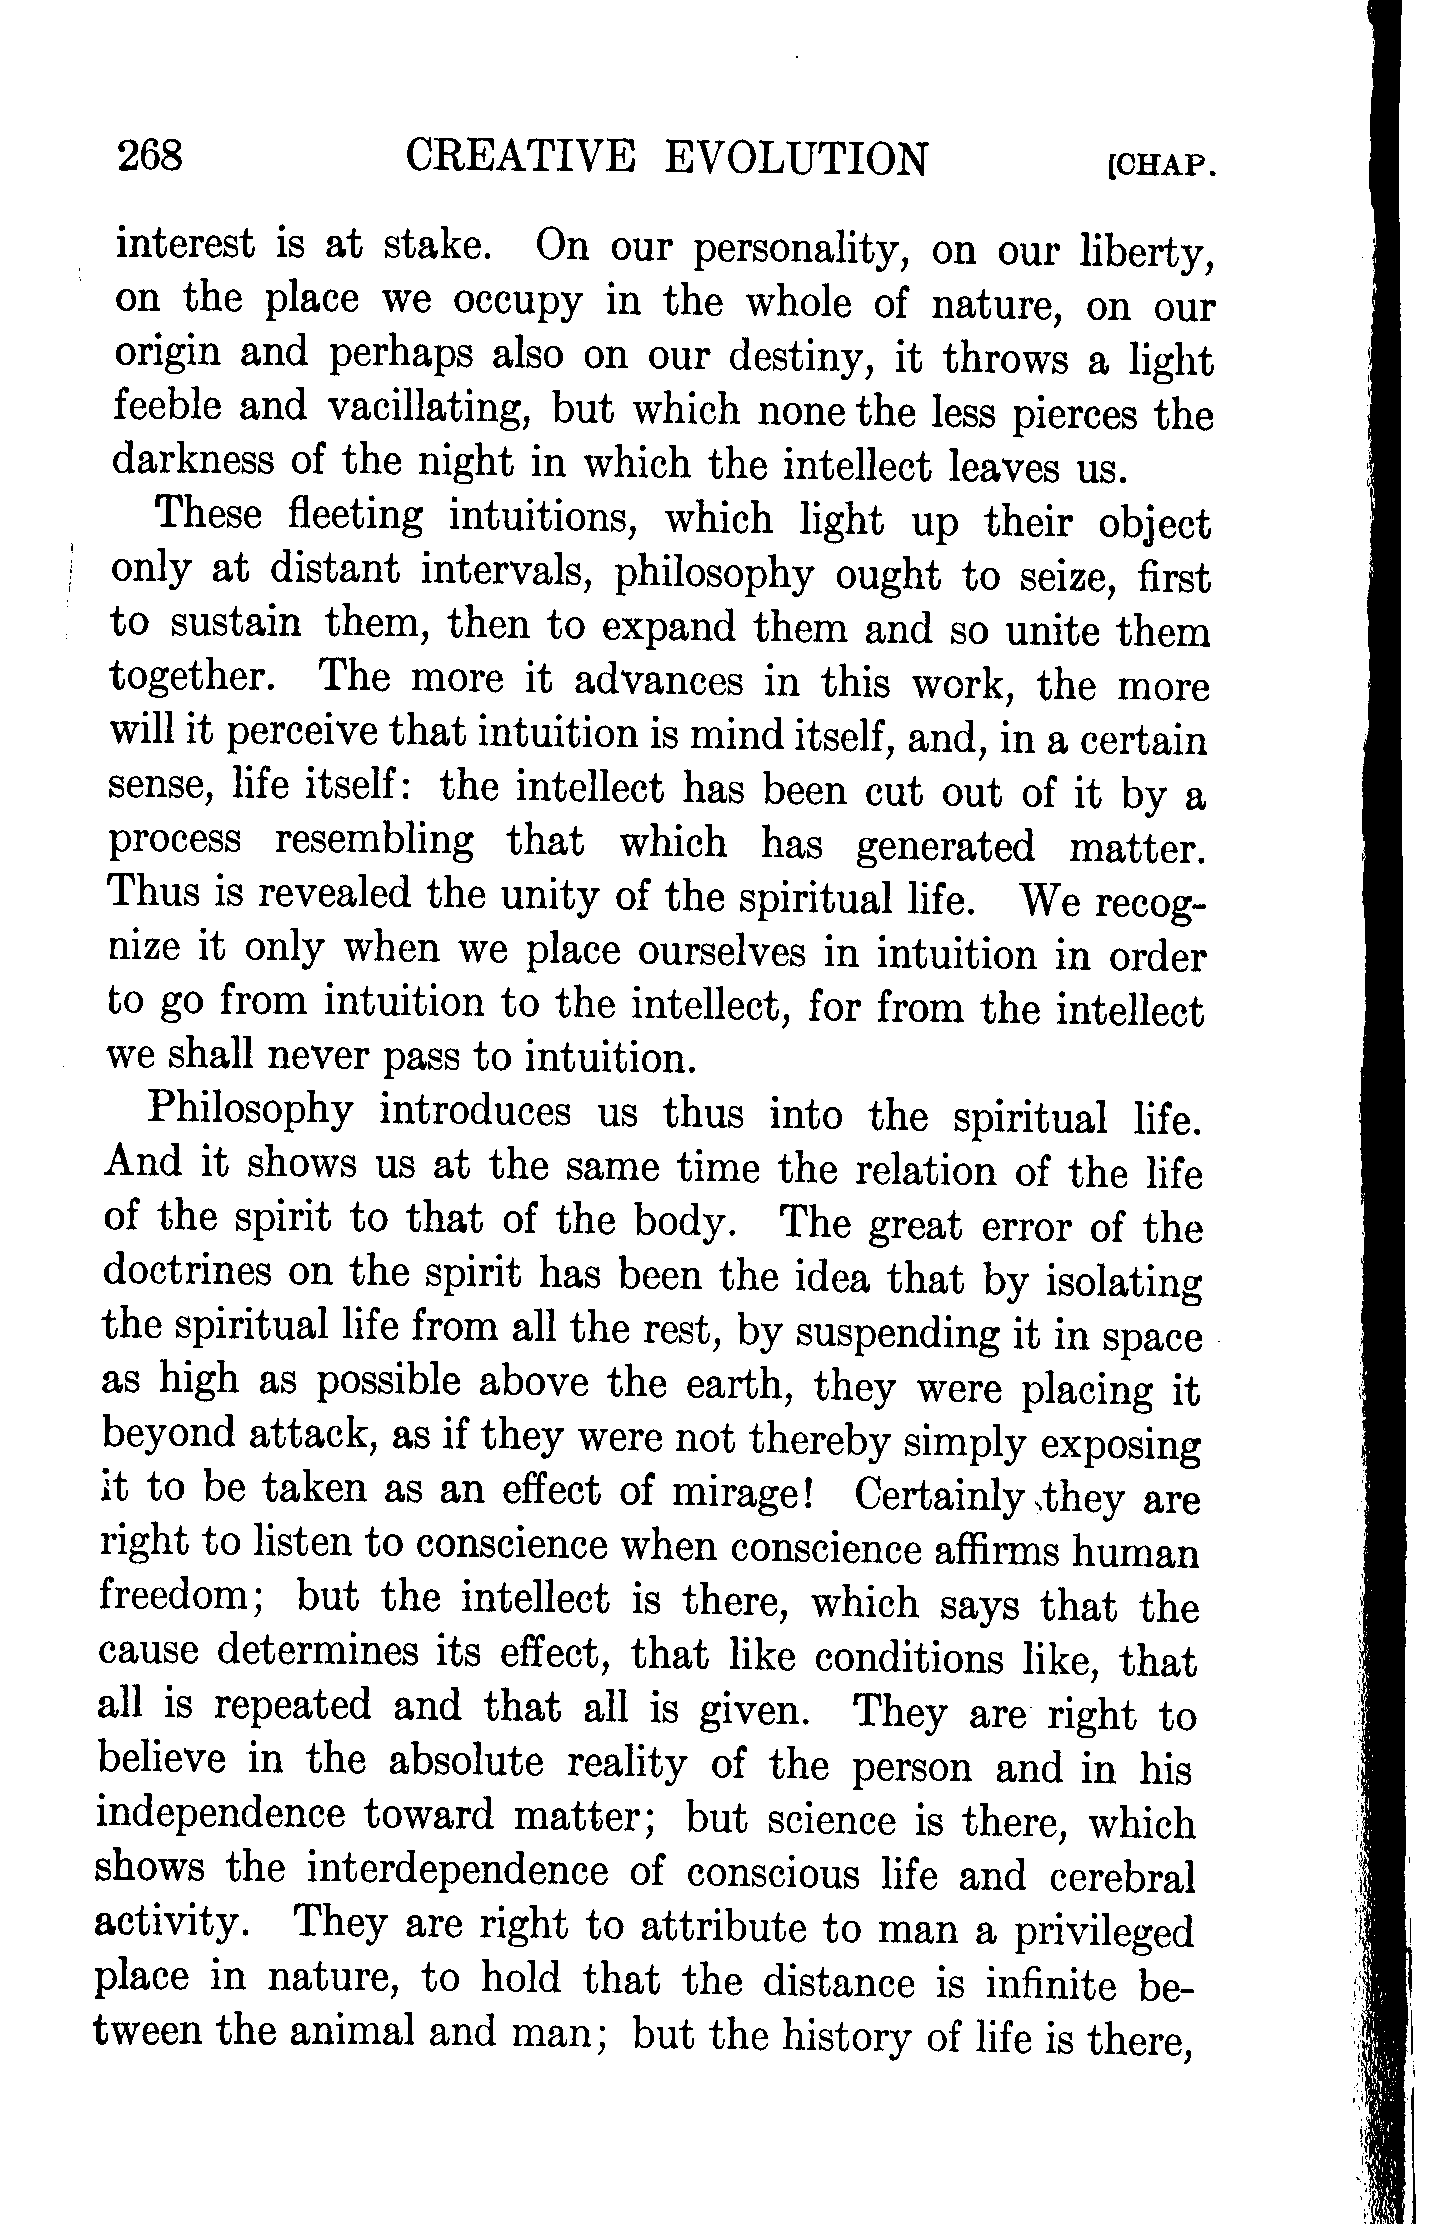 268 CREATIVE EVOLUTION [CHAP.
interest is at stake. On our personality, on our liberty,
on the place we occupy in the whole of nature, on our
origin and perhaps also on our destiny, it throws a light
feeble and vacillating, but which none the less pierces the
darkness of the night in which the intellect leaves us.
These fleeting intuitions, which light up their object
only at distant intervals, philosophy ought to seize, first
to sustain them, then to expand them and so unite them
together. The more it advances in this work, the more
will it perceive that intuition is mind itself, and, in a certain
sense, life itself: the intellect has been cut out of it by a
process resembling that which has generated matter.
Thus is revealed the unity of the spiritual life. We recog-
nize it only when we place ourselves in intuition in order
to go from intuition to the intellect, for from the intellect
we shall never pass to intuition.
Philosophy introduces us thus into the spiritual life.
And it shows us at the same time the relation of the life
of the spirit to that of the body. The great error of the
doctrines on the spirit has been the idea that by isolating
the spiritual life from all the rest, by suspending it in space
as high as possible above the earth, they were placing it
beyond attack, as if they were not thereby simply exposing
it to be taken as an effect of mirage! Certainly they are
right to listen to conscience when conscience affirms human
freedom; but the intellect is there, which says that the
cause determines its effect, that like conditions like, that
all is repeated and that all is given. They are right to
believe in the absolute reality of the person and in his
independence toward matter; but science is there, which
shows the interdependence of conscious life and cerebral
activity. They are right to attribute to man a privileged
place in nature, to hold that the distance is infinite be-
tween the animal and man; but the history of life is there,